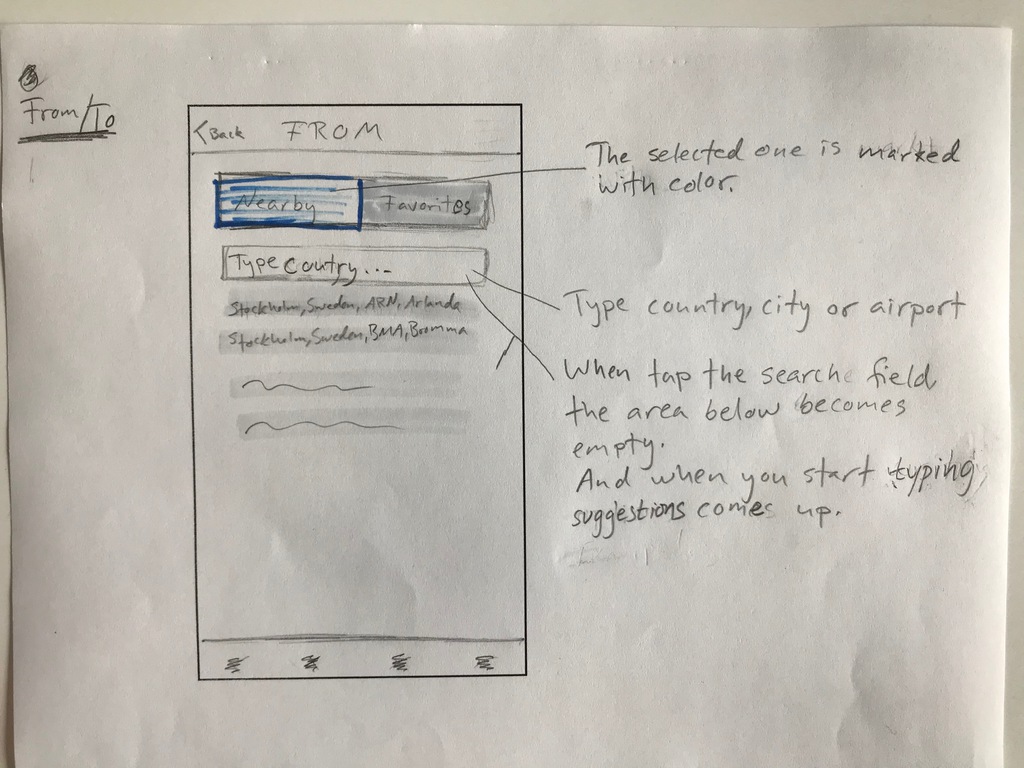 From/To
< Back FROM
Nearby Favorites
Type coutry...
Stockholm, Sweden, ARN, Arlanda
Stockholm, Sweden, BMA, Bromma
The selected one is marked
with color.
Type country, city or airport
When tap the searche field
the area below becomes
empty.
And when you start typing
suggestions comes up.